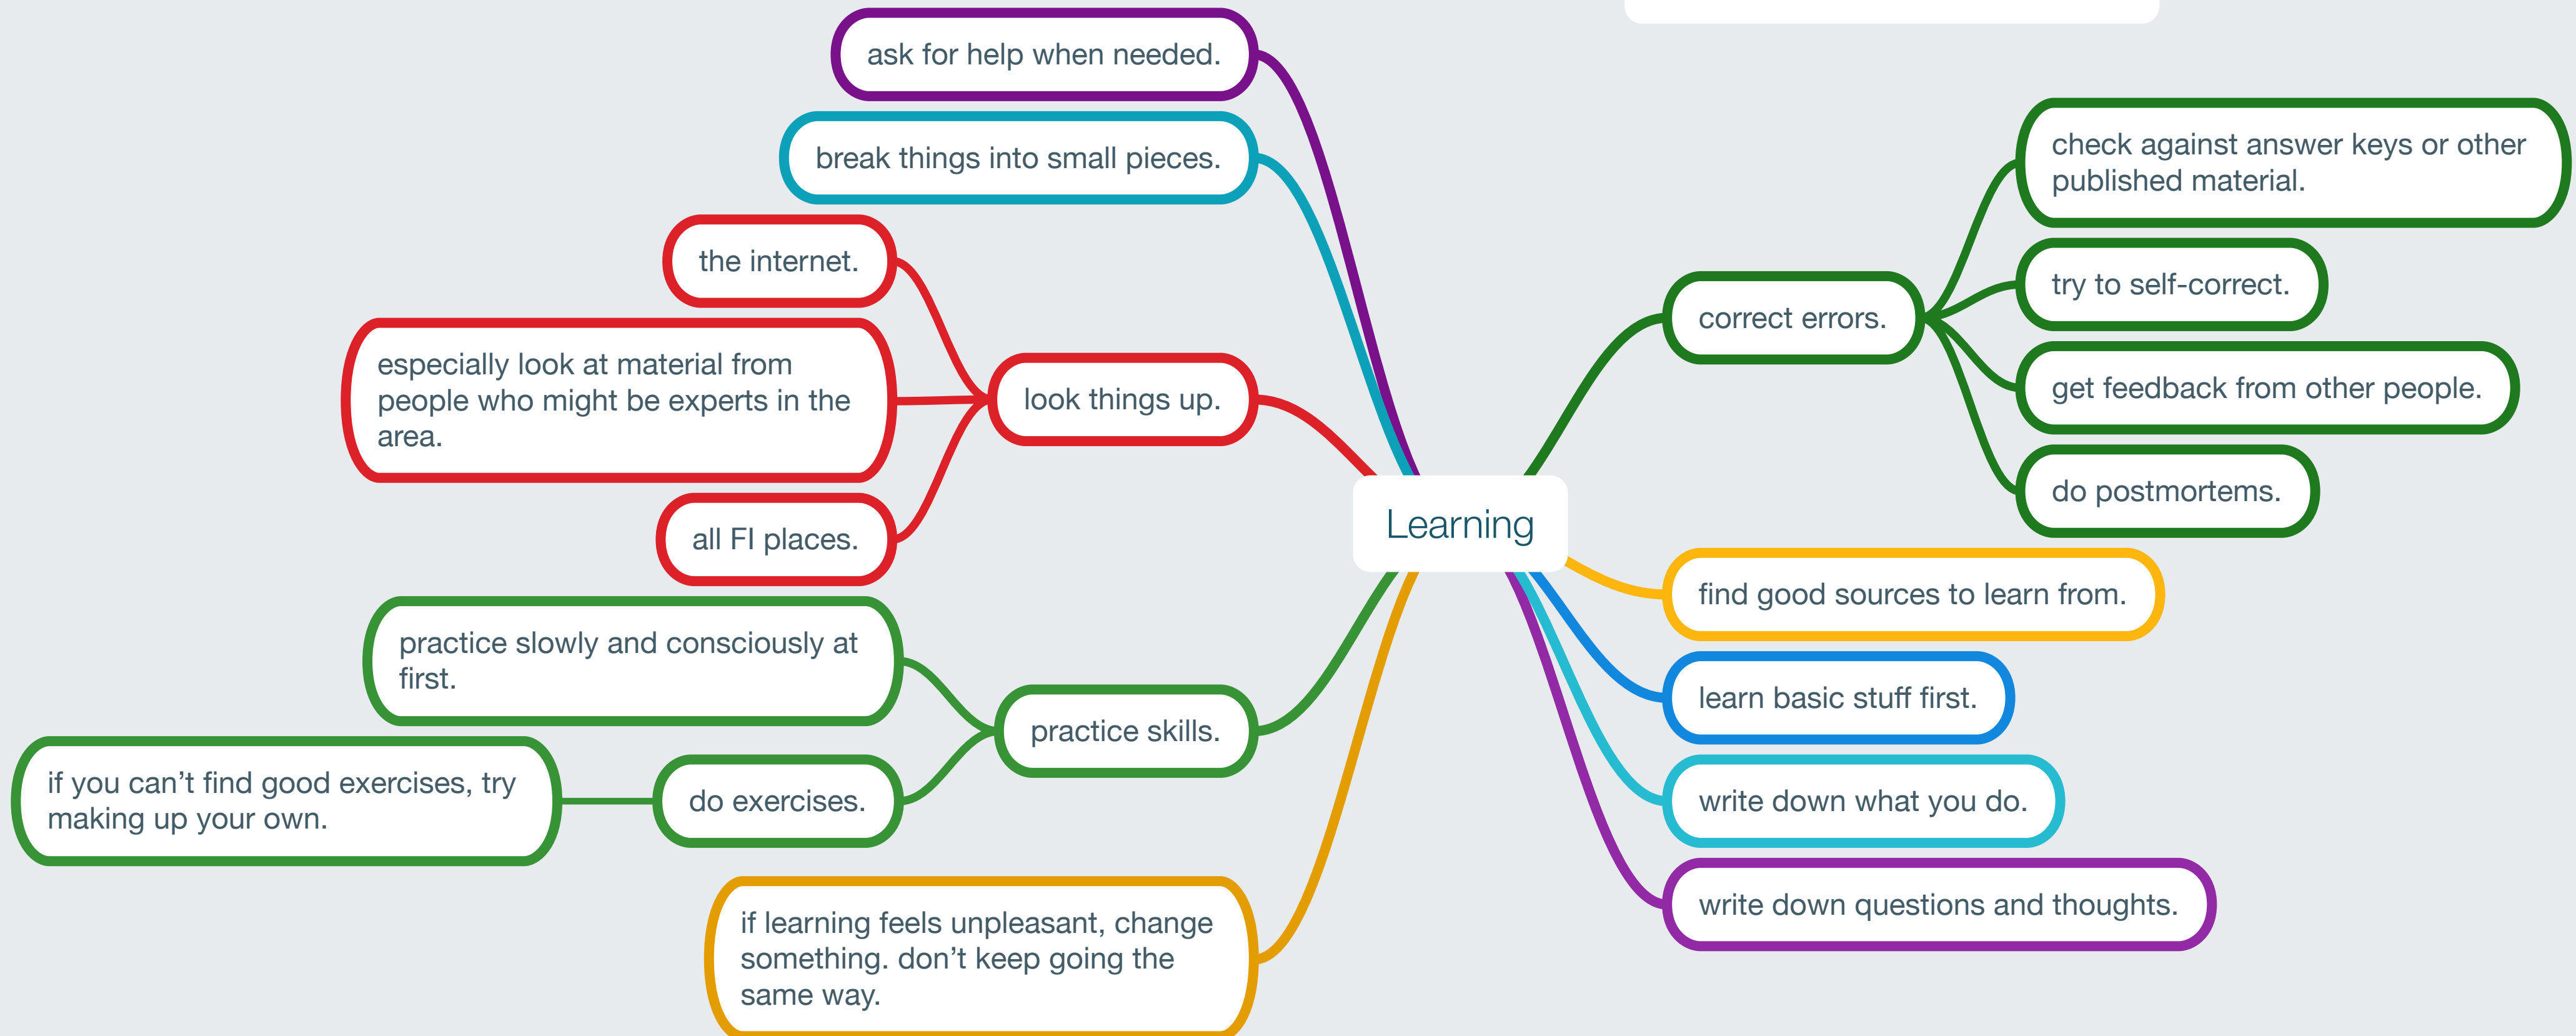 ask for help when needed.
break things into small pieces.
the internet.
especially look at material from
people who might be experts in the
area.
all FI places.
look things up.
practice slowly and consciously at
first.
if you can’t find good exercises, try
making up your own.
do exercises.
practice skills.
if learning feels unpleasant, change
something. don’t keep going the
same way.
Learning
correct errors.
check against answer keys or other
published material.
try to self-correct.
get feedback from other people.
do postmortems.
find good sources to learn from.
learn basic stuff first.
write down what you do.
write down questions and thoughts.